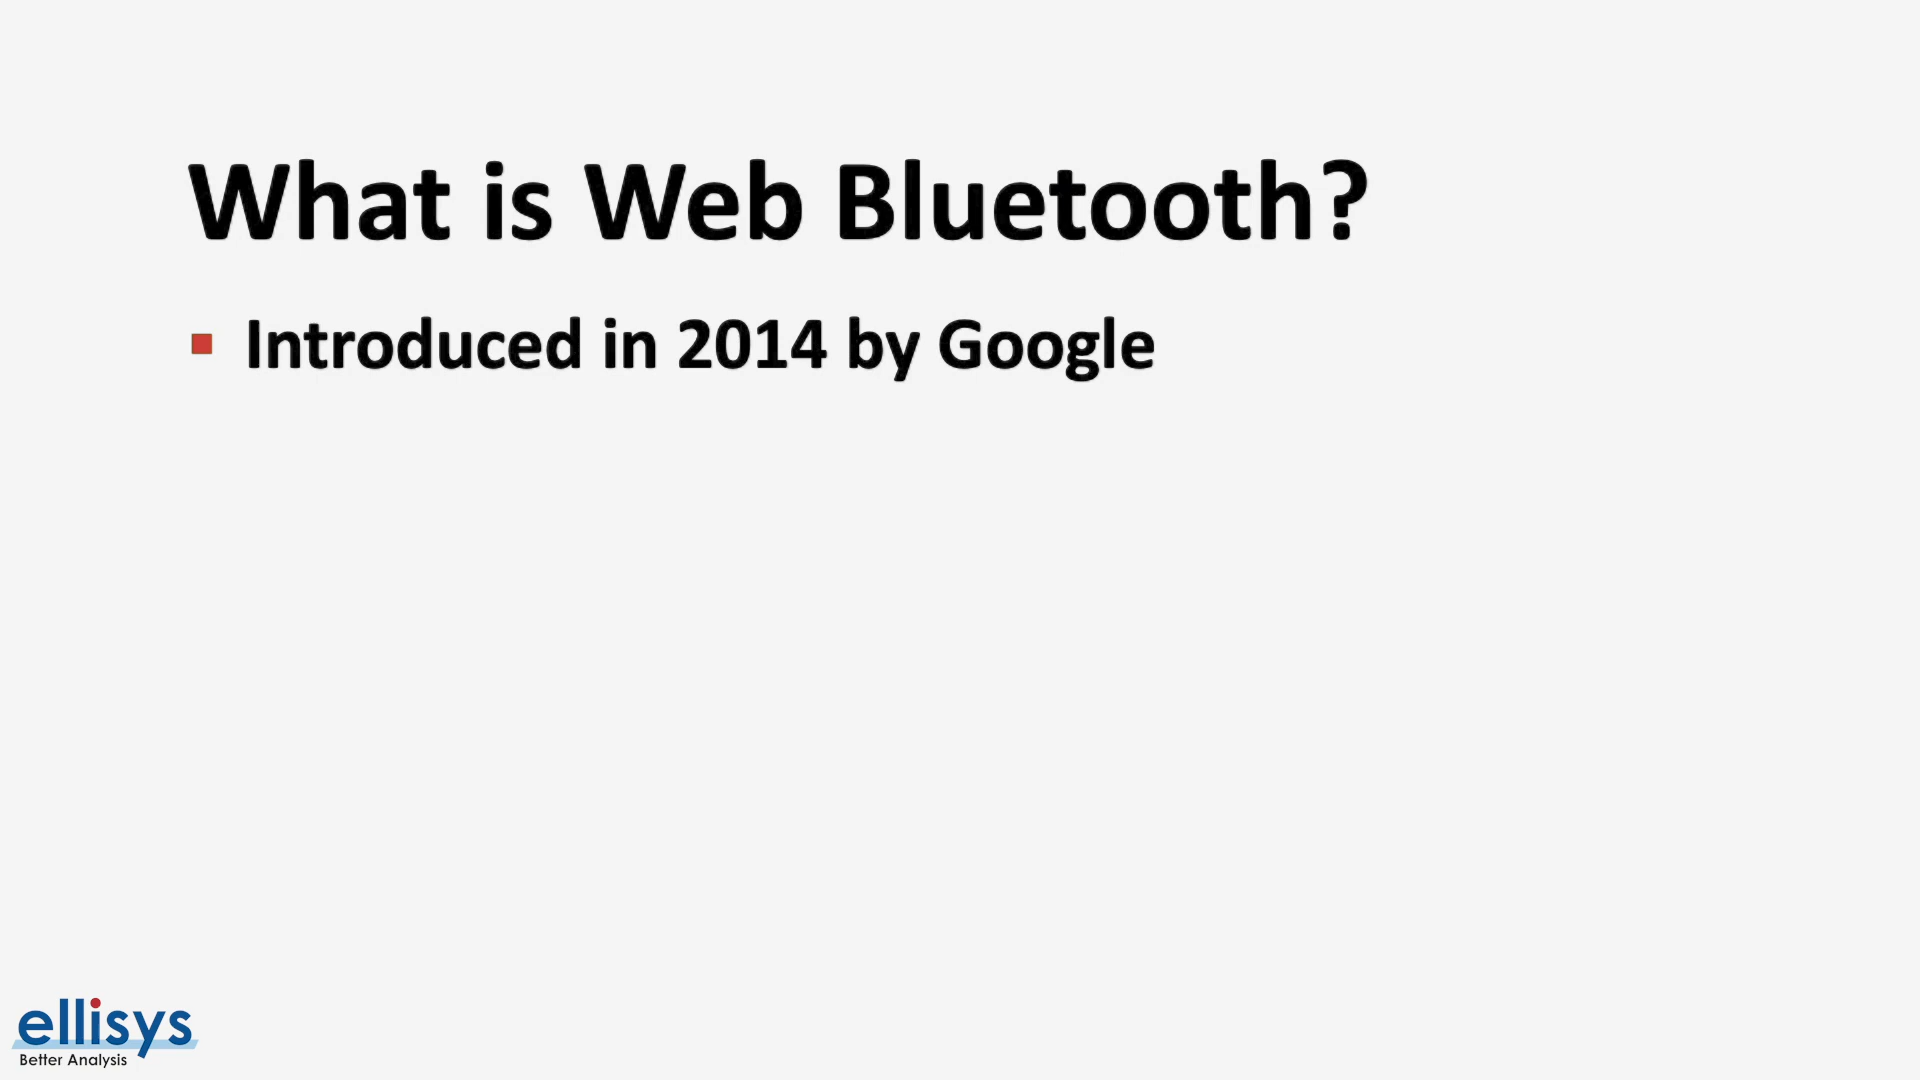 What is Web Bluetooth?
Introduced in 2014 by Google
ellisys
Better Analysis